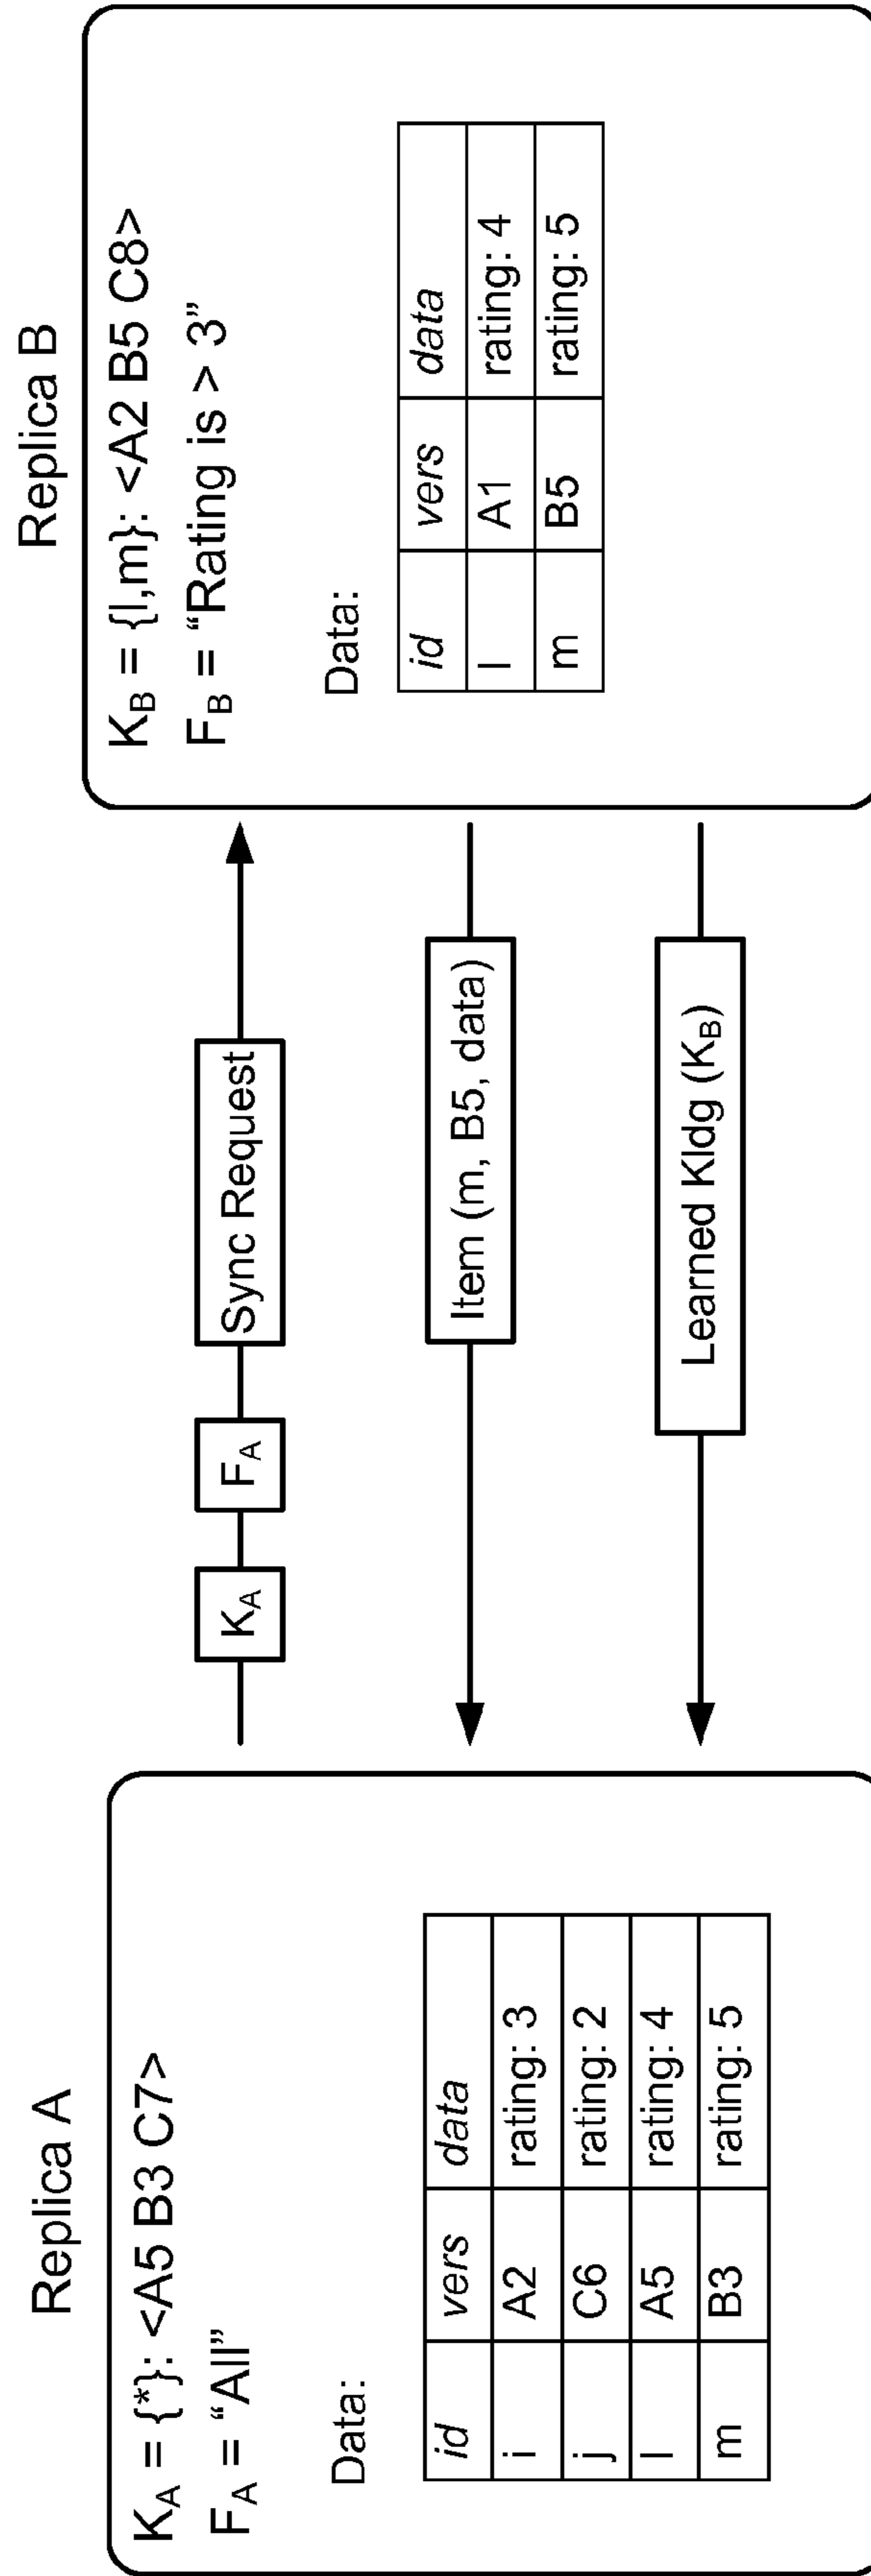 Replica A
K_A = {*}: <A5 B3 C7>
F_A = “All”
Data:
id vers data
i A2 rating: 3
j C6 rating: 2
l A5 rating: 4
m B3 rating: 5
K_A F_A Sync Request
Item (m, B5, data)
Learned Kldg (K_B)
Replica B
K_B = {l,m}: <A2 B5 C8>
F_B = “Rating is > 3”
Data:
id vers data
l A1 rating: 4
m B5 rating: 5